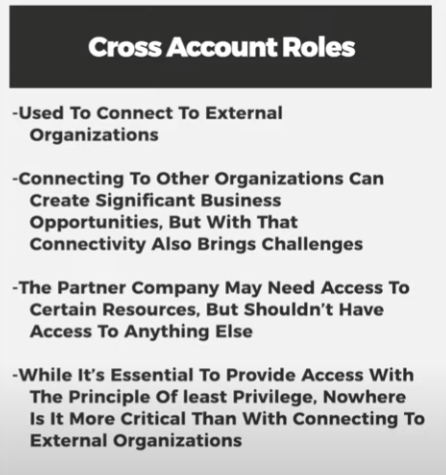 Cross Account Roles
-Used To Connect To External
Organizations
-Connecting To Other Organizations Can
Create Significant Business
Opportunities, But With That
Connectivity Also Brings Challenges
-The Partner Company May Need Access To
Certain Resources, But Shouldn’t Have
Access To Anything Else
-While It’s Essential To Provide Access With
The Principle Of least Privilege, Nowhere
Is It More Critical Than With Connecting To
External Organizations